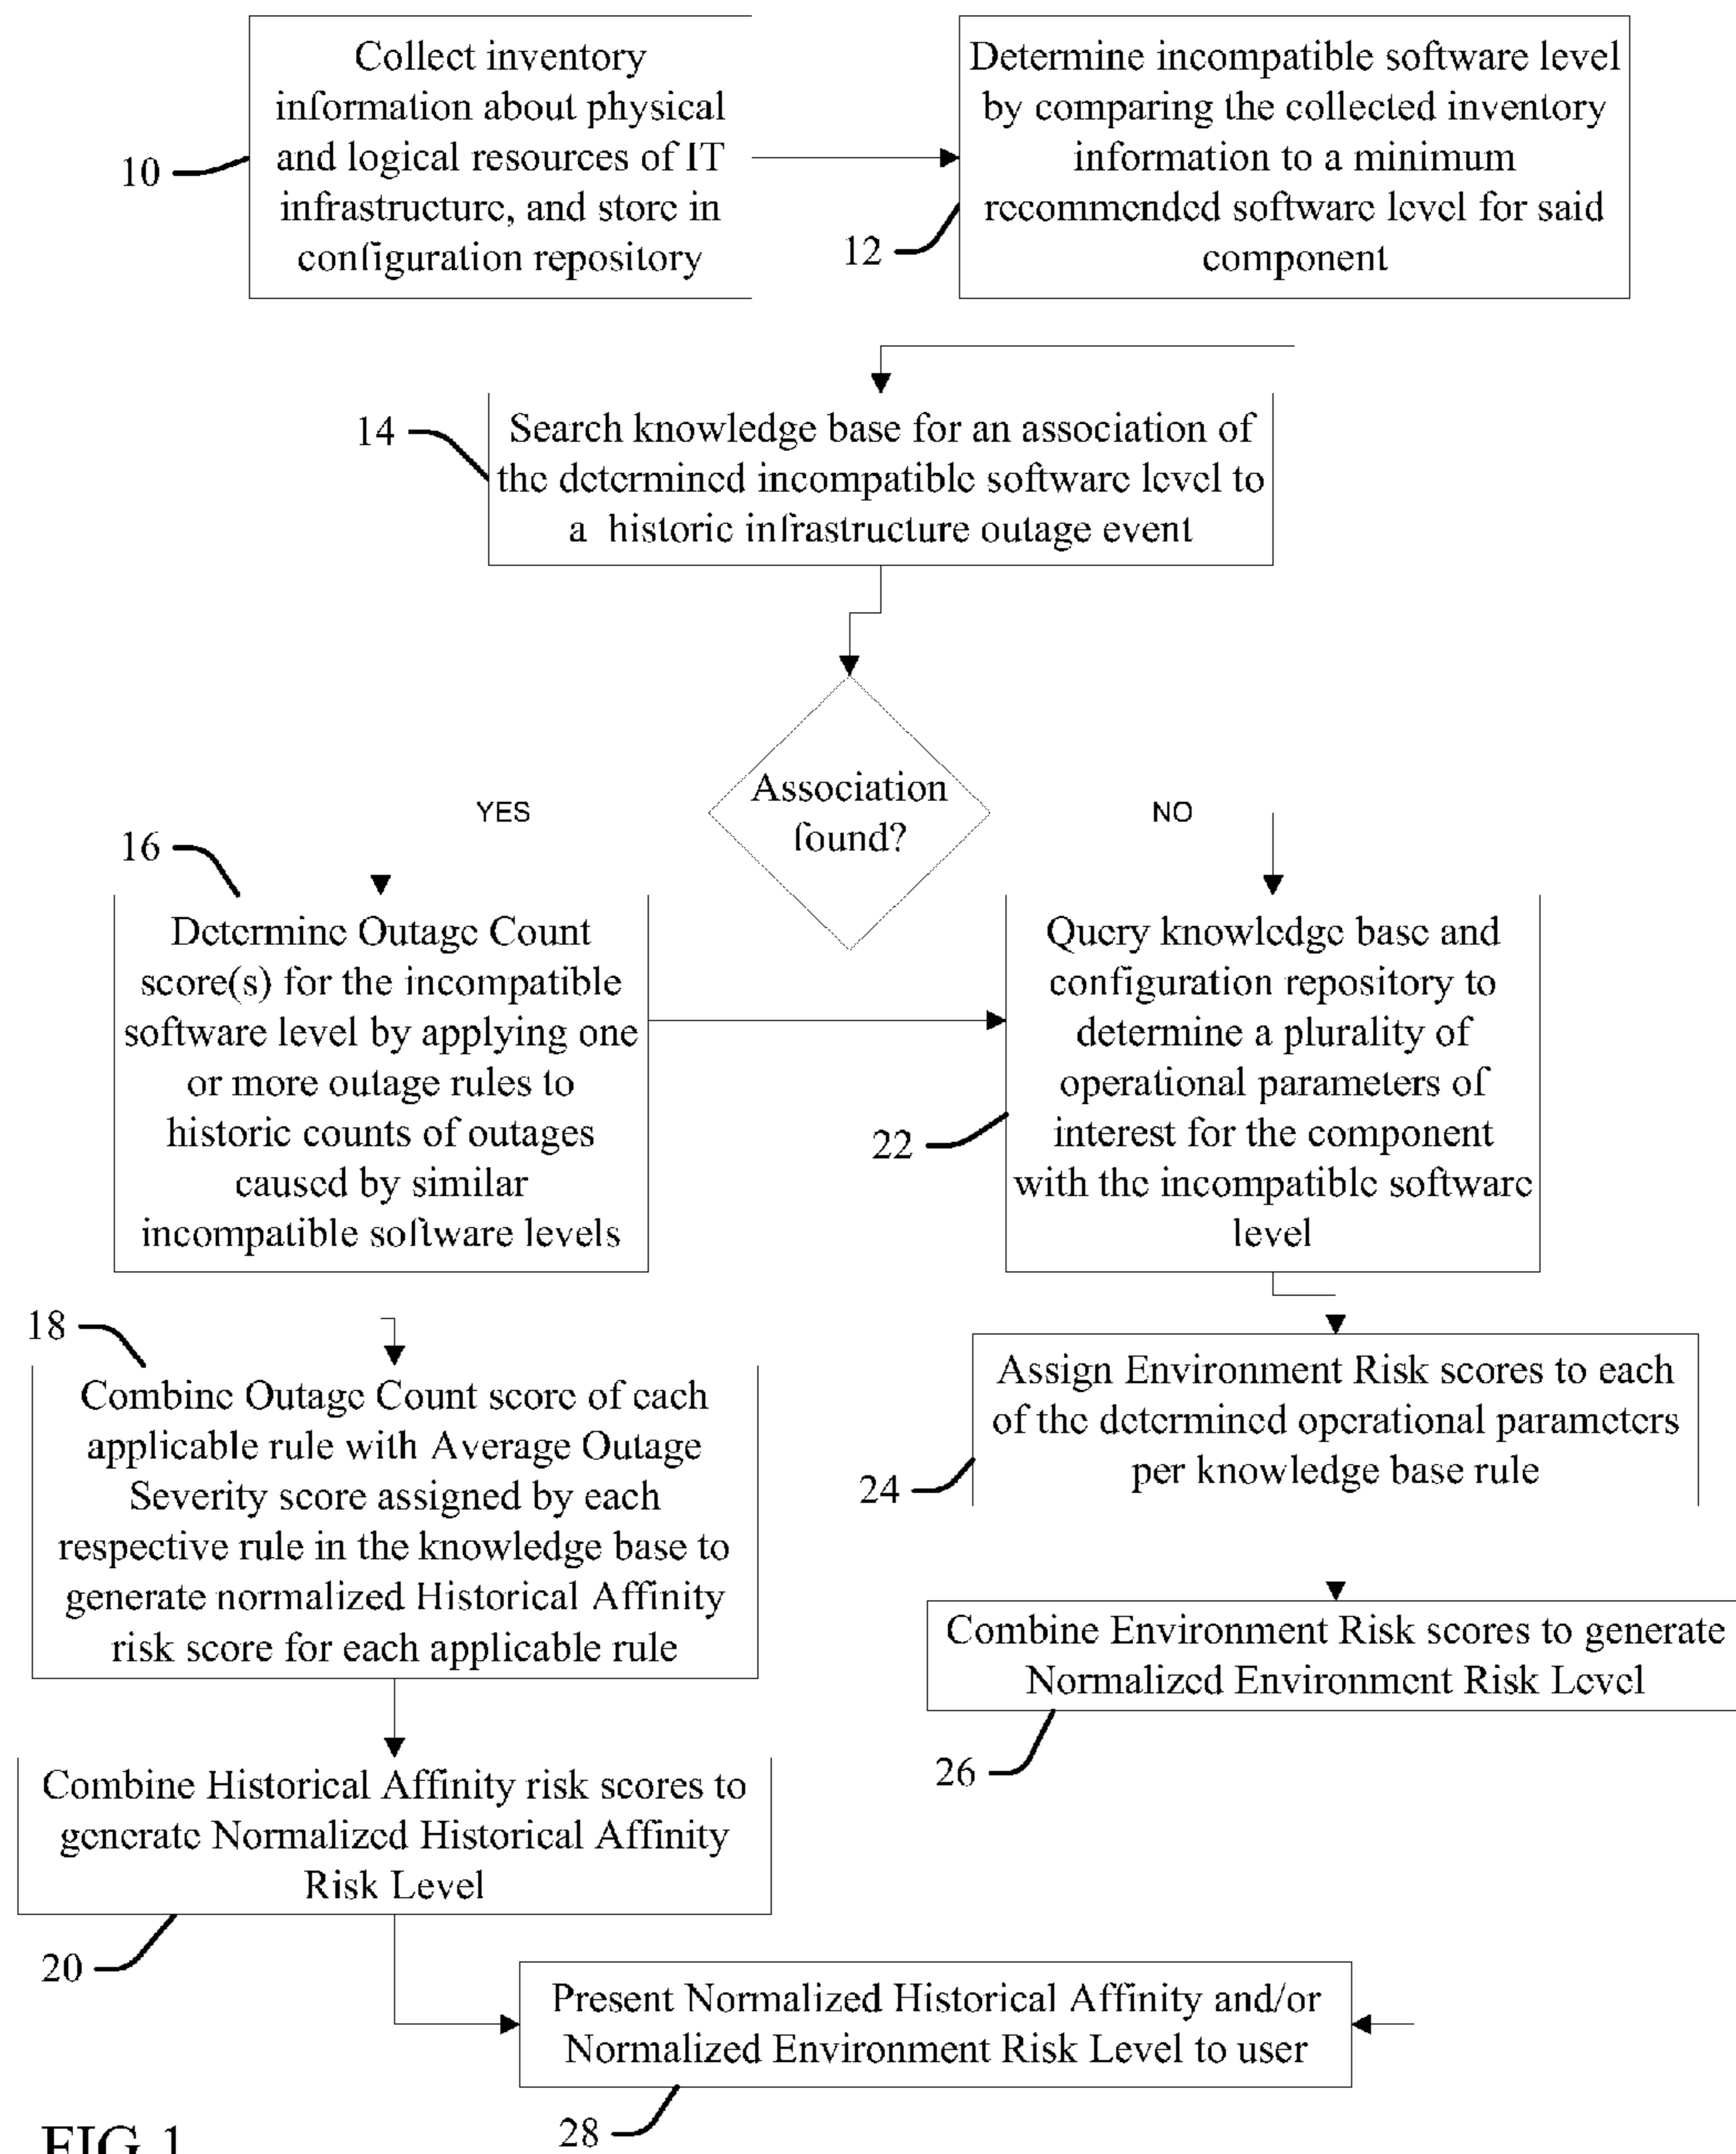 Collect inventory
information about physical
and logical resources of IT
infrastructure, and store in
configuration repository
10
Determine incompatible software level
by comparing the collected inventory
information to a minimum
recommended software level for said
component
12
14
Search knowledge base for an association of
the determined incompatible software level to
a historic infrastructure outage event
Association
found?
YES
NO
16
Determine Outage Count
score(s) for the incompatible
software level by applying one
or more outage rules to
historic counts of outages
caused by similar
incompatible software levels
Query knowledge base and
configuration repository to
determine a plurality of
operational parameters of
interest for the component
with the incompatible software
level
22
18
Combine Outage Count score of each
applicable rule with Average Outage
Severity score assigned by each
respective rule in the knowledge base to
generate normalized Historical Affinity
risk score for each applicable rule
Assign Environment Risk scores to each
of the determined operational parameters
per knowledge base rule
24
Combine Environment Risk scores to generate
Normalized Environment Risk Level
26
Combine Historical Affinity risk scores to
generate Normalized Historical Affinity
Risk Level
20
Present Normalized Historical Affinity and/or
Normalized Environment Risk Level to user
28
FIG 1